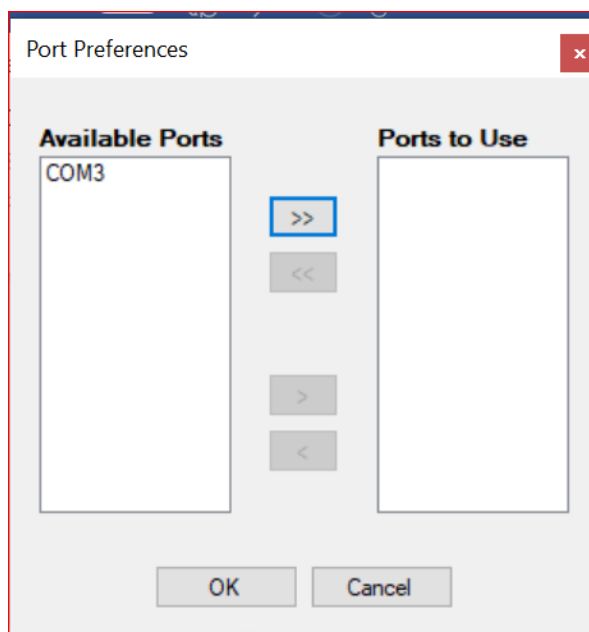 Port Preferences
x
Available Ports
Ports to Use
COM3
>>
<<
>
<
OK
Cancel